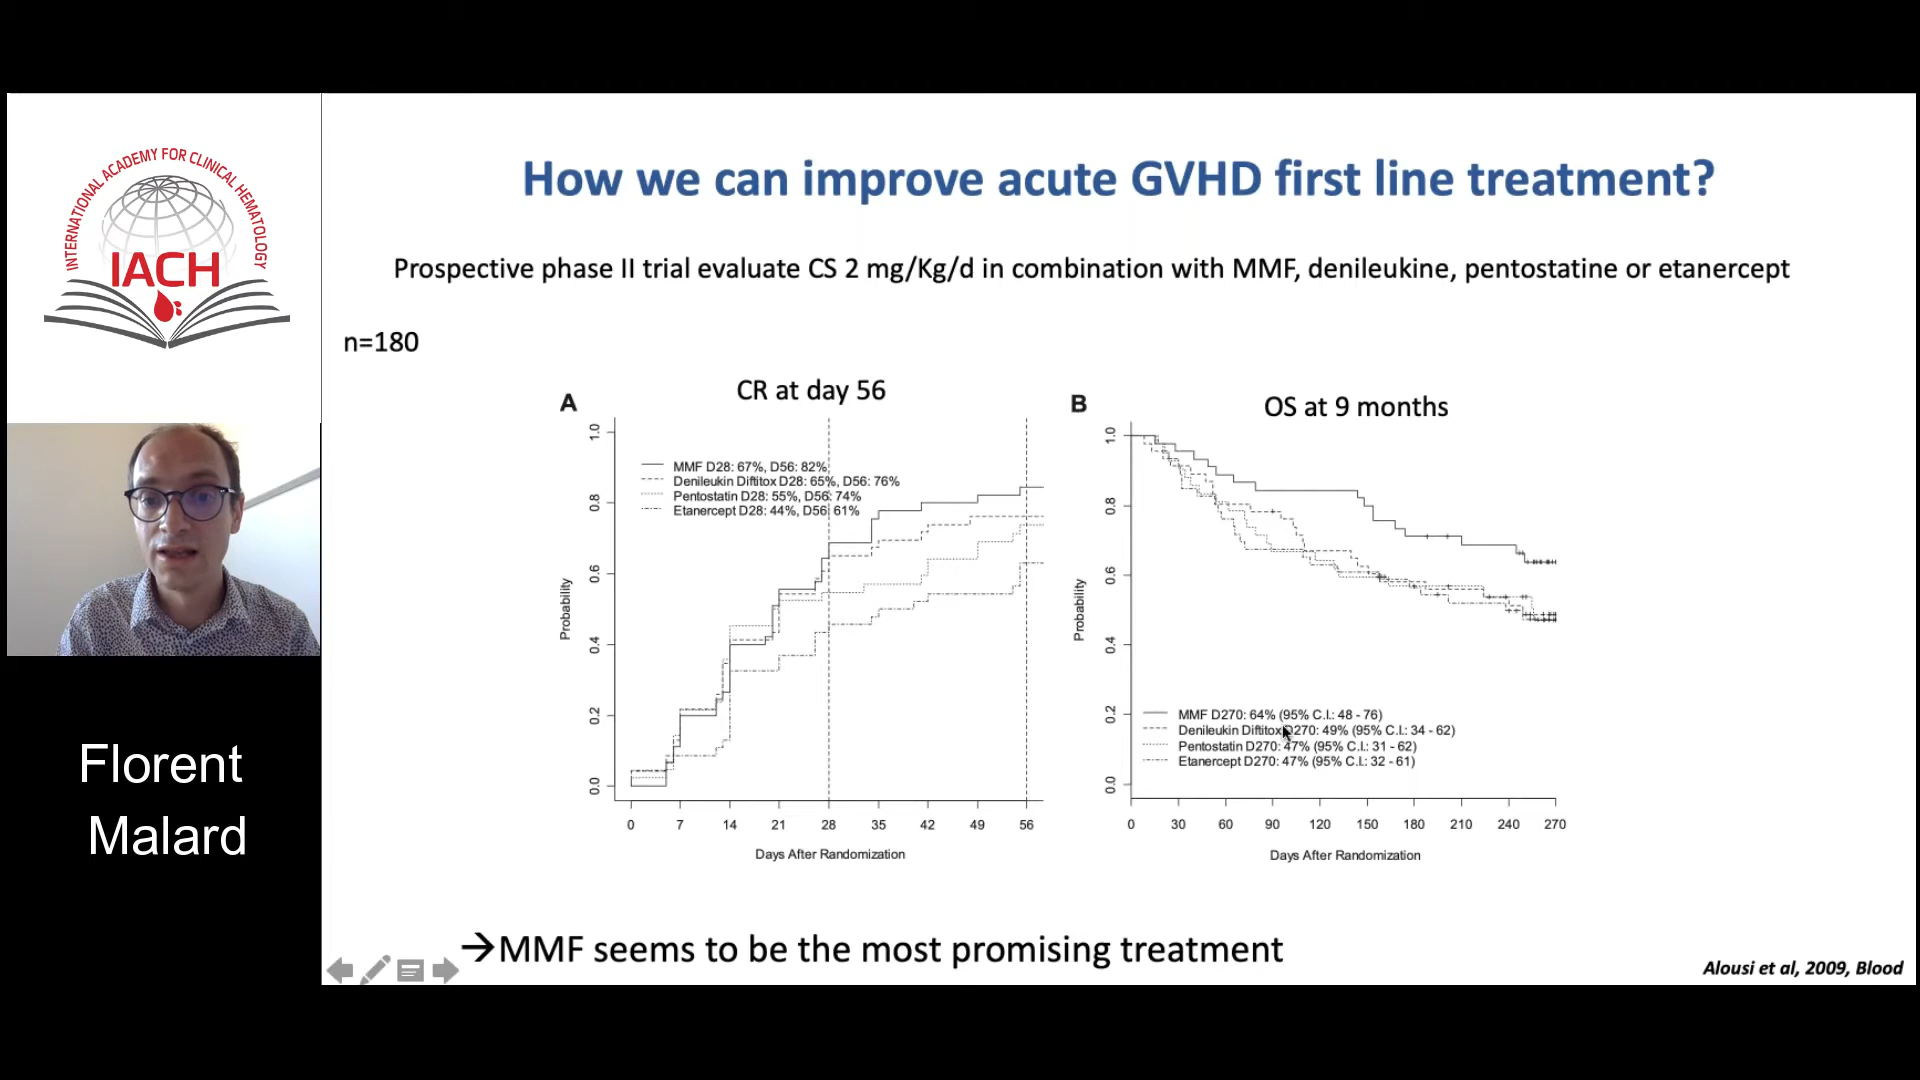 INTERNATIONAL ACADEMY FOR CLINICAL HEMATOLOGY
IACH
Florent
Malard
How we can improve acute GVHD first line treatment?
Prospective phase II trial evaluate CS 2 mg/Kg/d in combination with MMF, denileukine, pentostatine or etanercept
n=180
A
CR at day 56
MMF D28: 67%, D56: 82%
Denileukin Diftitox D28: 65%, D56: 76%
Pentostatin D28: 55%, D56: 74%
Etanercept D28: 44%, D56: 61%
Probability
1.0
0.8
0.6
0.4
0.2
0.0
0 7 14 21 28 35 42 49 56
Days After Randomization
B
OS at 9 months
Probability
1.0
0.8
0.6
0.4
0.2
0.0
MMF D270: 64% (95% C.I.: 48 - 76)
Denileukin Diftitox D270: 49% (95% C.I.: 34 - 62)
Pentostatin D270: 47% (95% C.I.: 31 - 62)
Etanercept D270: 47% (95% C.I.: 32 - 61)
0 30 60 90 120 150 180 210 240 270
Days After Randomization
→MMF seems to be the most promising treatment
Alousi et al, 2009, Blood